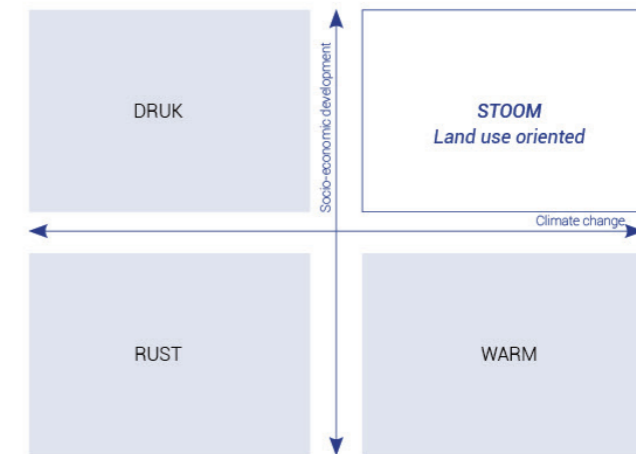 DRUK
Socio-economic development
STOOM
Land use oriented
Climate change
RUST
WARM